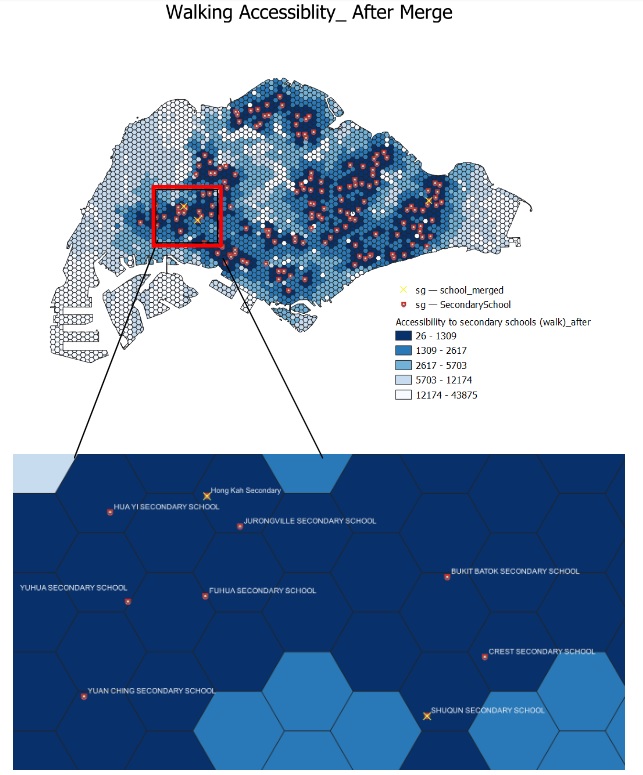 Walking Accessiblity_ After Merge
sg — school_merged
sg — SecondarySchool
Accessibility to secondary schools (walk)_after
26 - 1309
1309 - 2617
2617 - 5703
5703 - 12174
12174 - 43875
Hong Kah Secondary
HUA YI SECONDARY SCHOOL
JURONGVILLE SECONDARY SCHOOL
BUKIT BATOK SECONDARY SCHOOL
YUHUA SECONDARY SCHOOL
FUHUA SECONDARY SCHOOL
CREST SECONDARY SCHOOL
YUAN CHING SECONDARY SCHOOL
SHUQUN SECONDARY SCHOOL